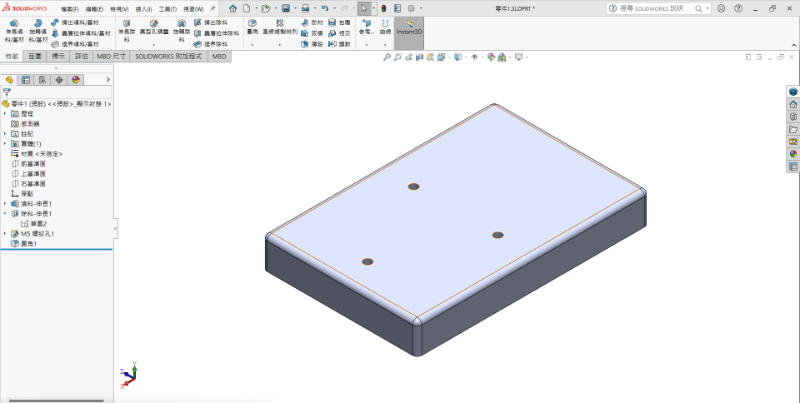 SOLIDWORKS 檔案(F) 編輯(E) 檢視(V) 插入(I) 工具(T) 視窗(W) 零件1.SLDPRT * 搜尋 SOLIDWORKS 說明
伸長填料/基材 旋轉填料/基材 掃出填料/基材 疊層拉伸填料/基材 邊界填料/基材
伸長除料 異型孔精靈 旋轉除料 掃出除料 疊層拉伸除料 邊界除料
圓角 直線複製排列 肋材 拔模 薄殼 包覆 相交 鏡射
參考... 曲線 Instant3D
特徵 草圖 標示 評估 MBD 尺寸 SOLIDWORKS 附加程式 MBD
零件1 (預設) <<預設>_顯示狀態 1>
歷程
感測器
註記
實體(1)
材質 <未指定>
前基準面
上基準面
右基準面
原點
填料-伸長1
除料-伸長1
草圖2
M5 螺紋孔1
圓角1
Z Y X